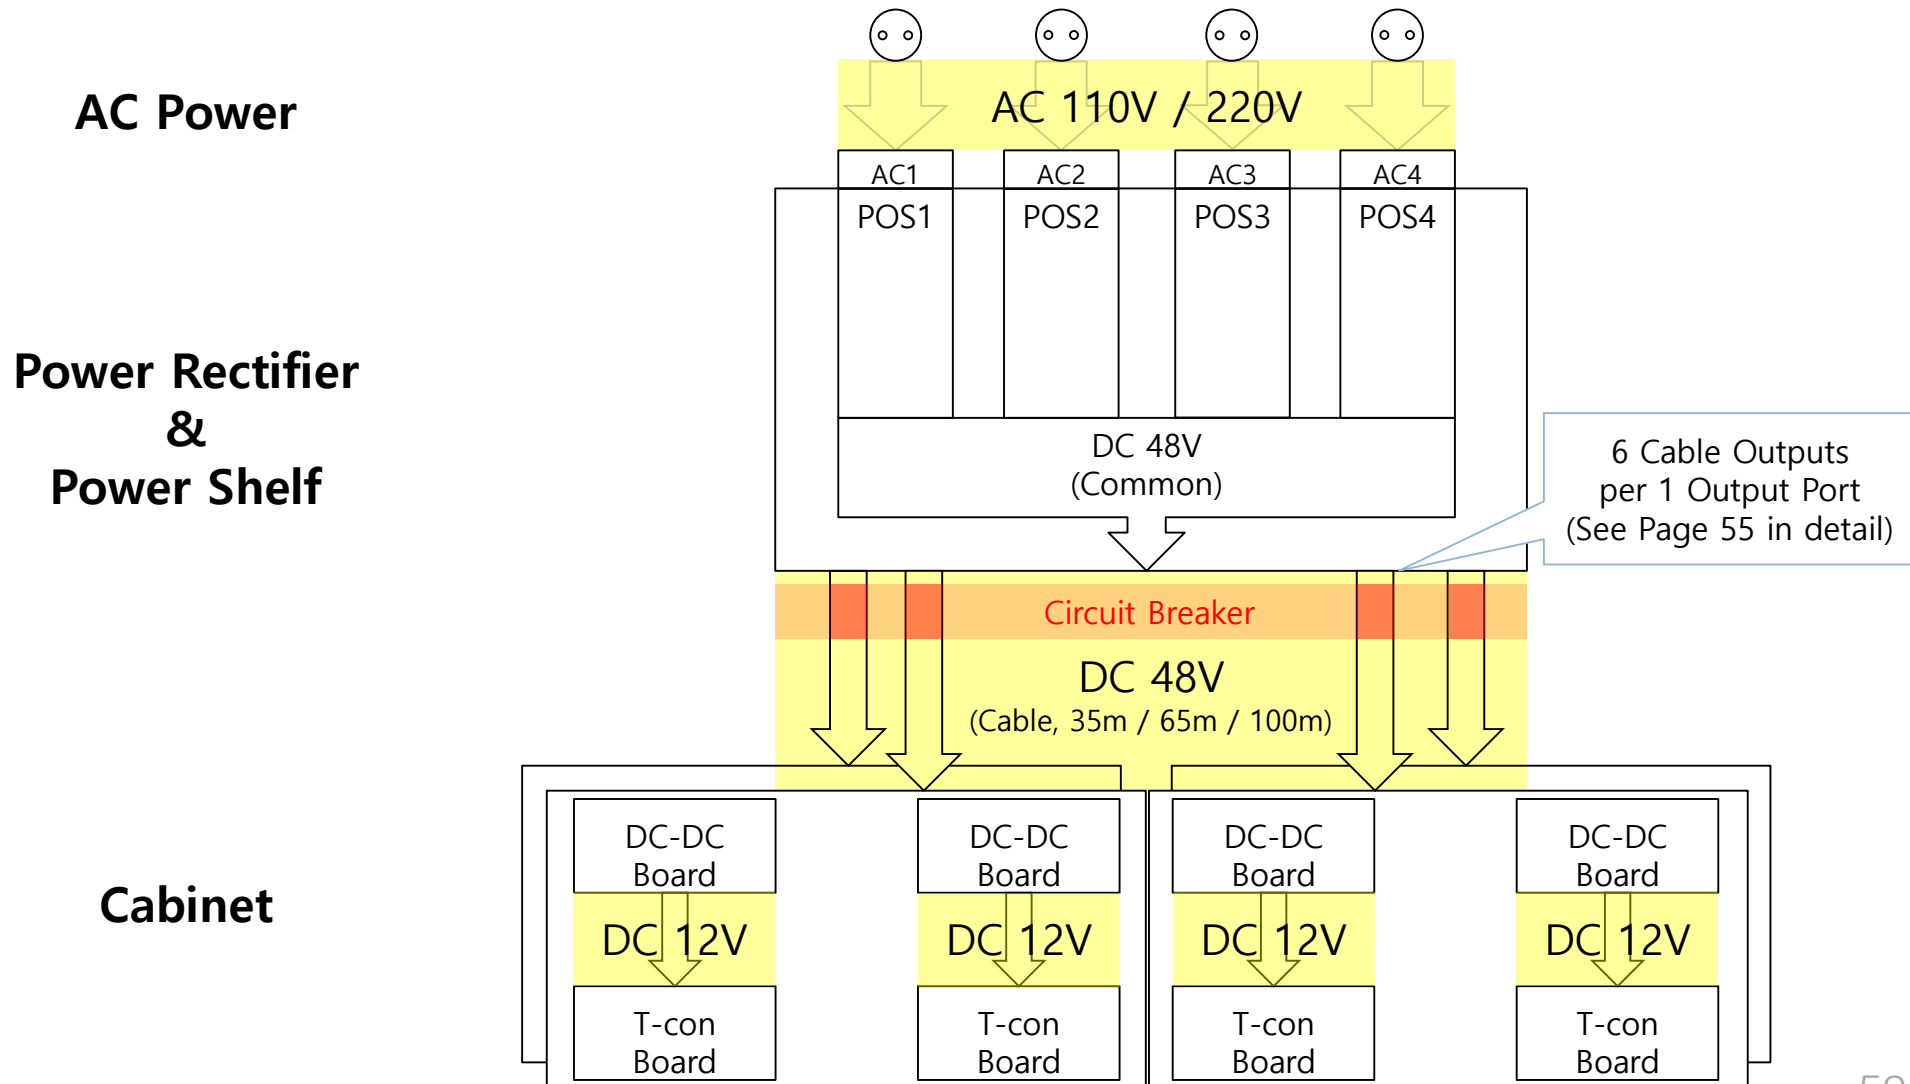 AC Power
AC 110V / 220V
AC1
AC2
AC3
AC4
POS1
POS2
POS3
POS4
Power Rectifier
&
Power Shelf
DC 48V
(Common)
6 Cable Outputs
per 1 Output Port
(See Page 55 in detail)
Circuit Breaker
DC 48V
(Cable, 35m / 65m / 100m)
Cabinet
DC-DC
Board
DC-DC
Board
DC-DC
Board
DC-DC
Board
DC 12V
DC 12V
DC 12V
DC 12V
T-con
Board
T-con
Board
T-con
Board
T-con
Board